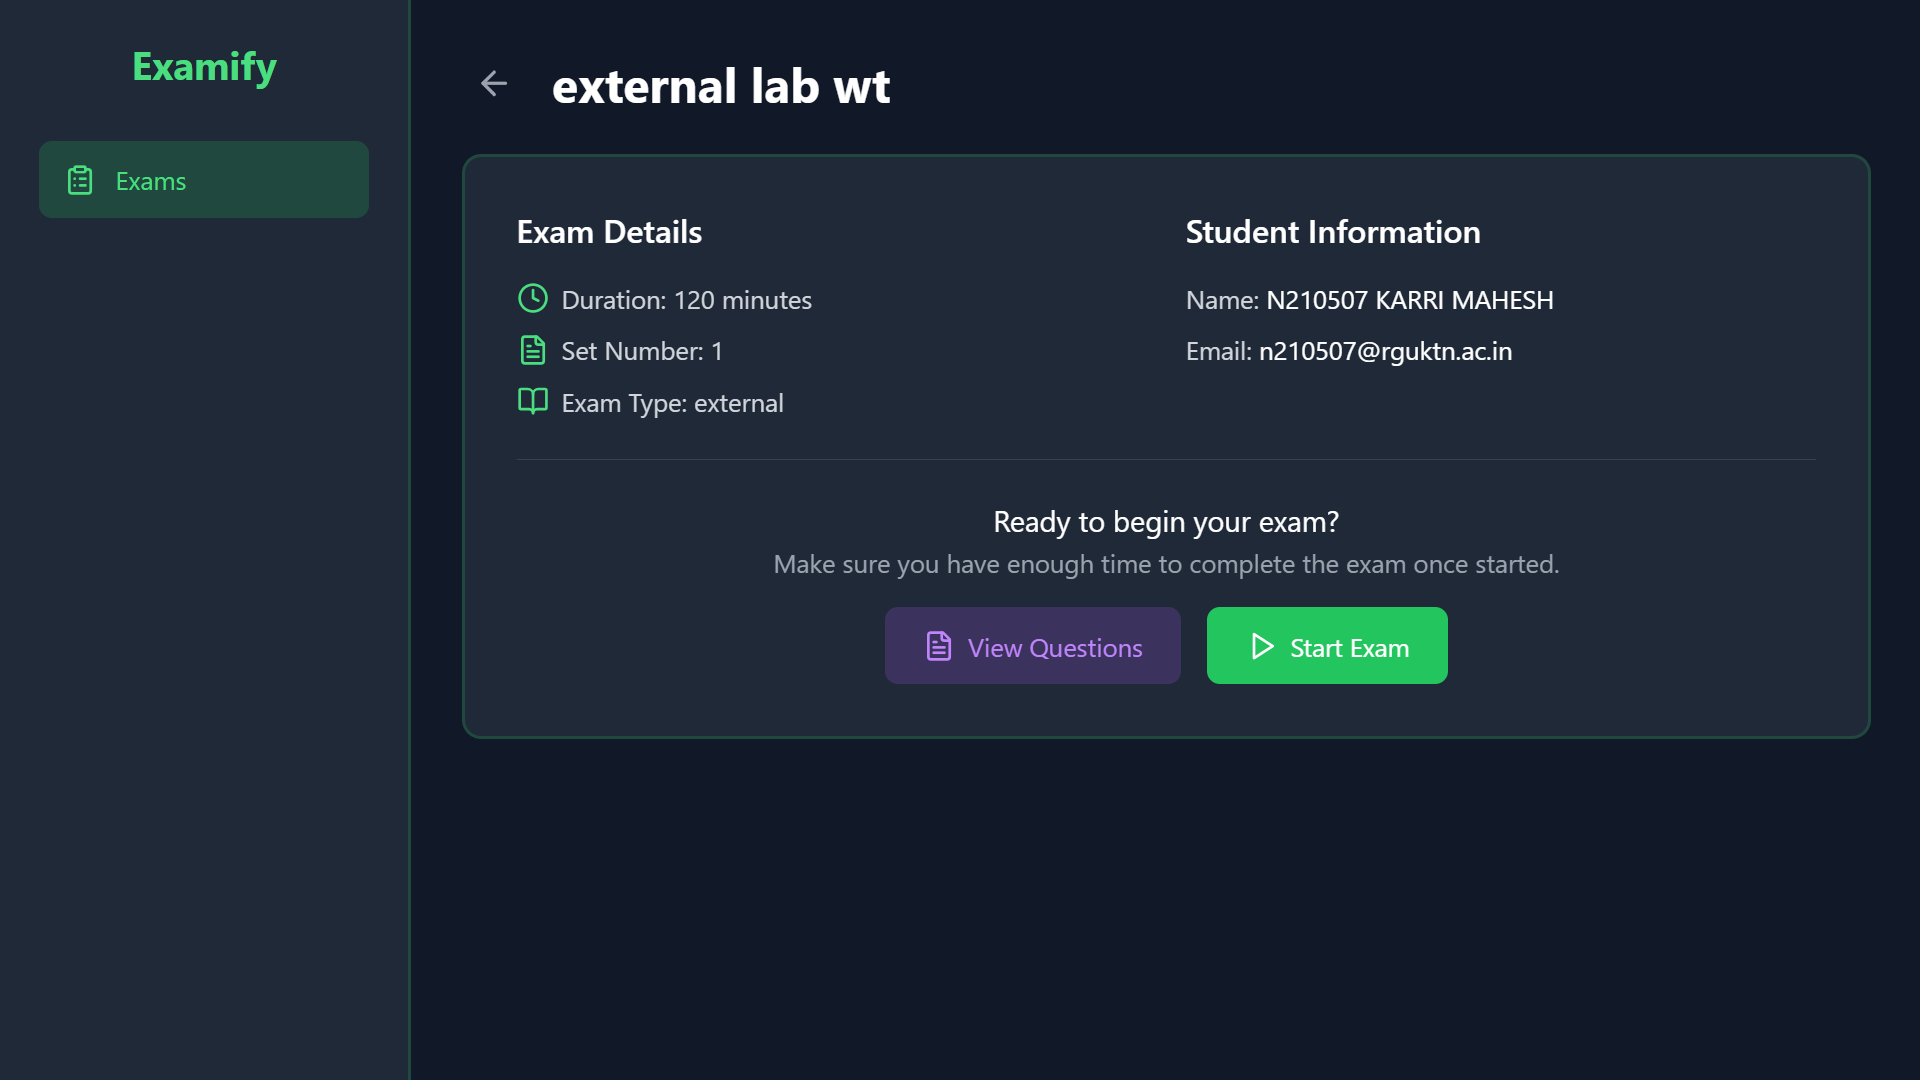 Examify
Exams
external lab wt
Exam Details
Duration: 120 minutes
Set Number: 1
Exam Type: external
Student Information
Name: N210507 KARRI MAHESH
Email: n210507@rguktn.ac.in
Ready to begin your exam?
Make sure you have enough time to complete the exam once started.
View Questions
Start Exam